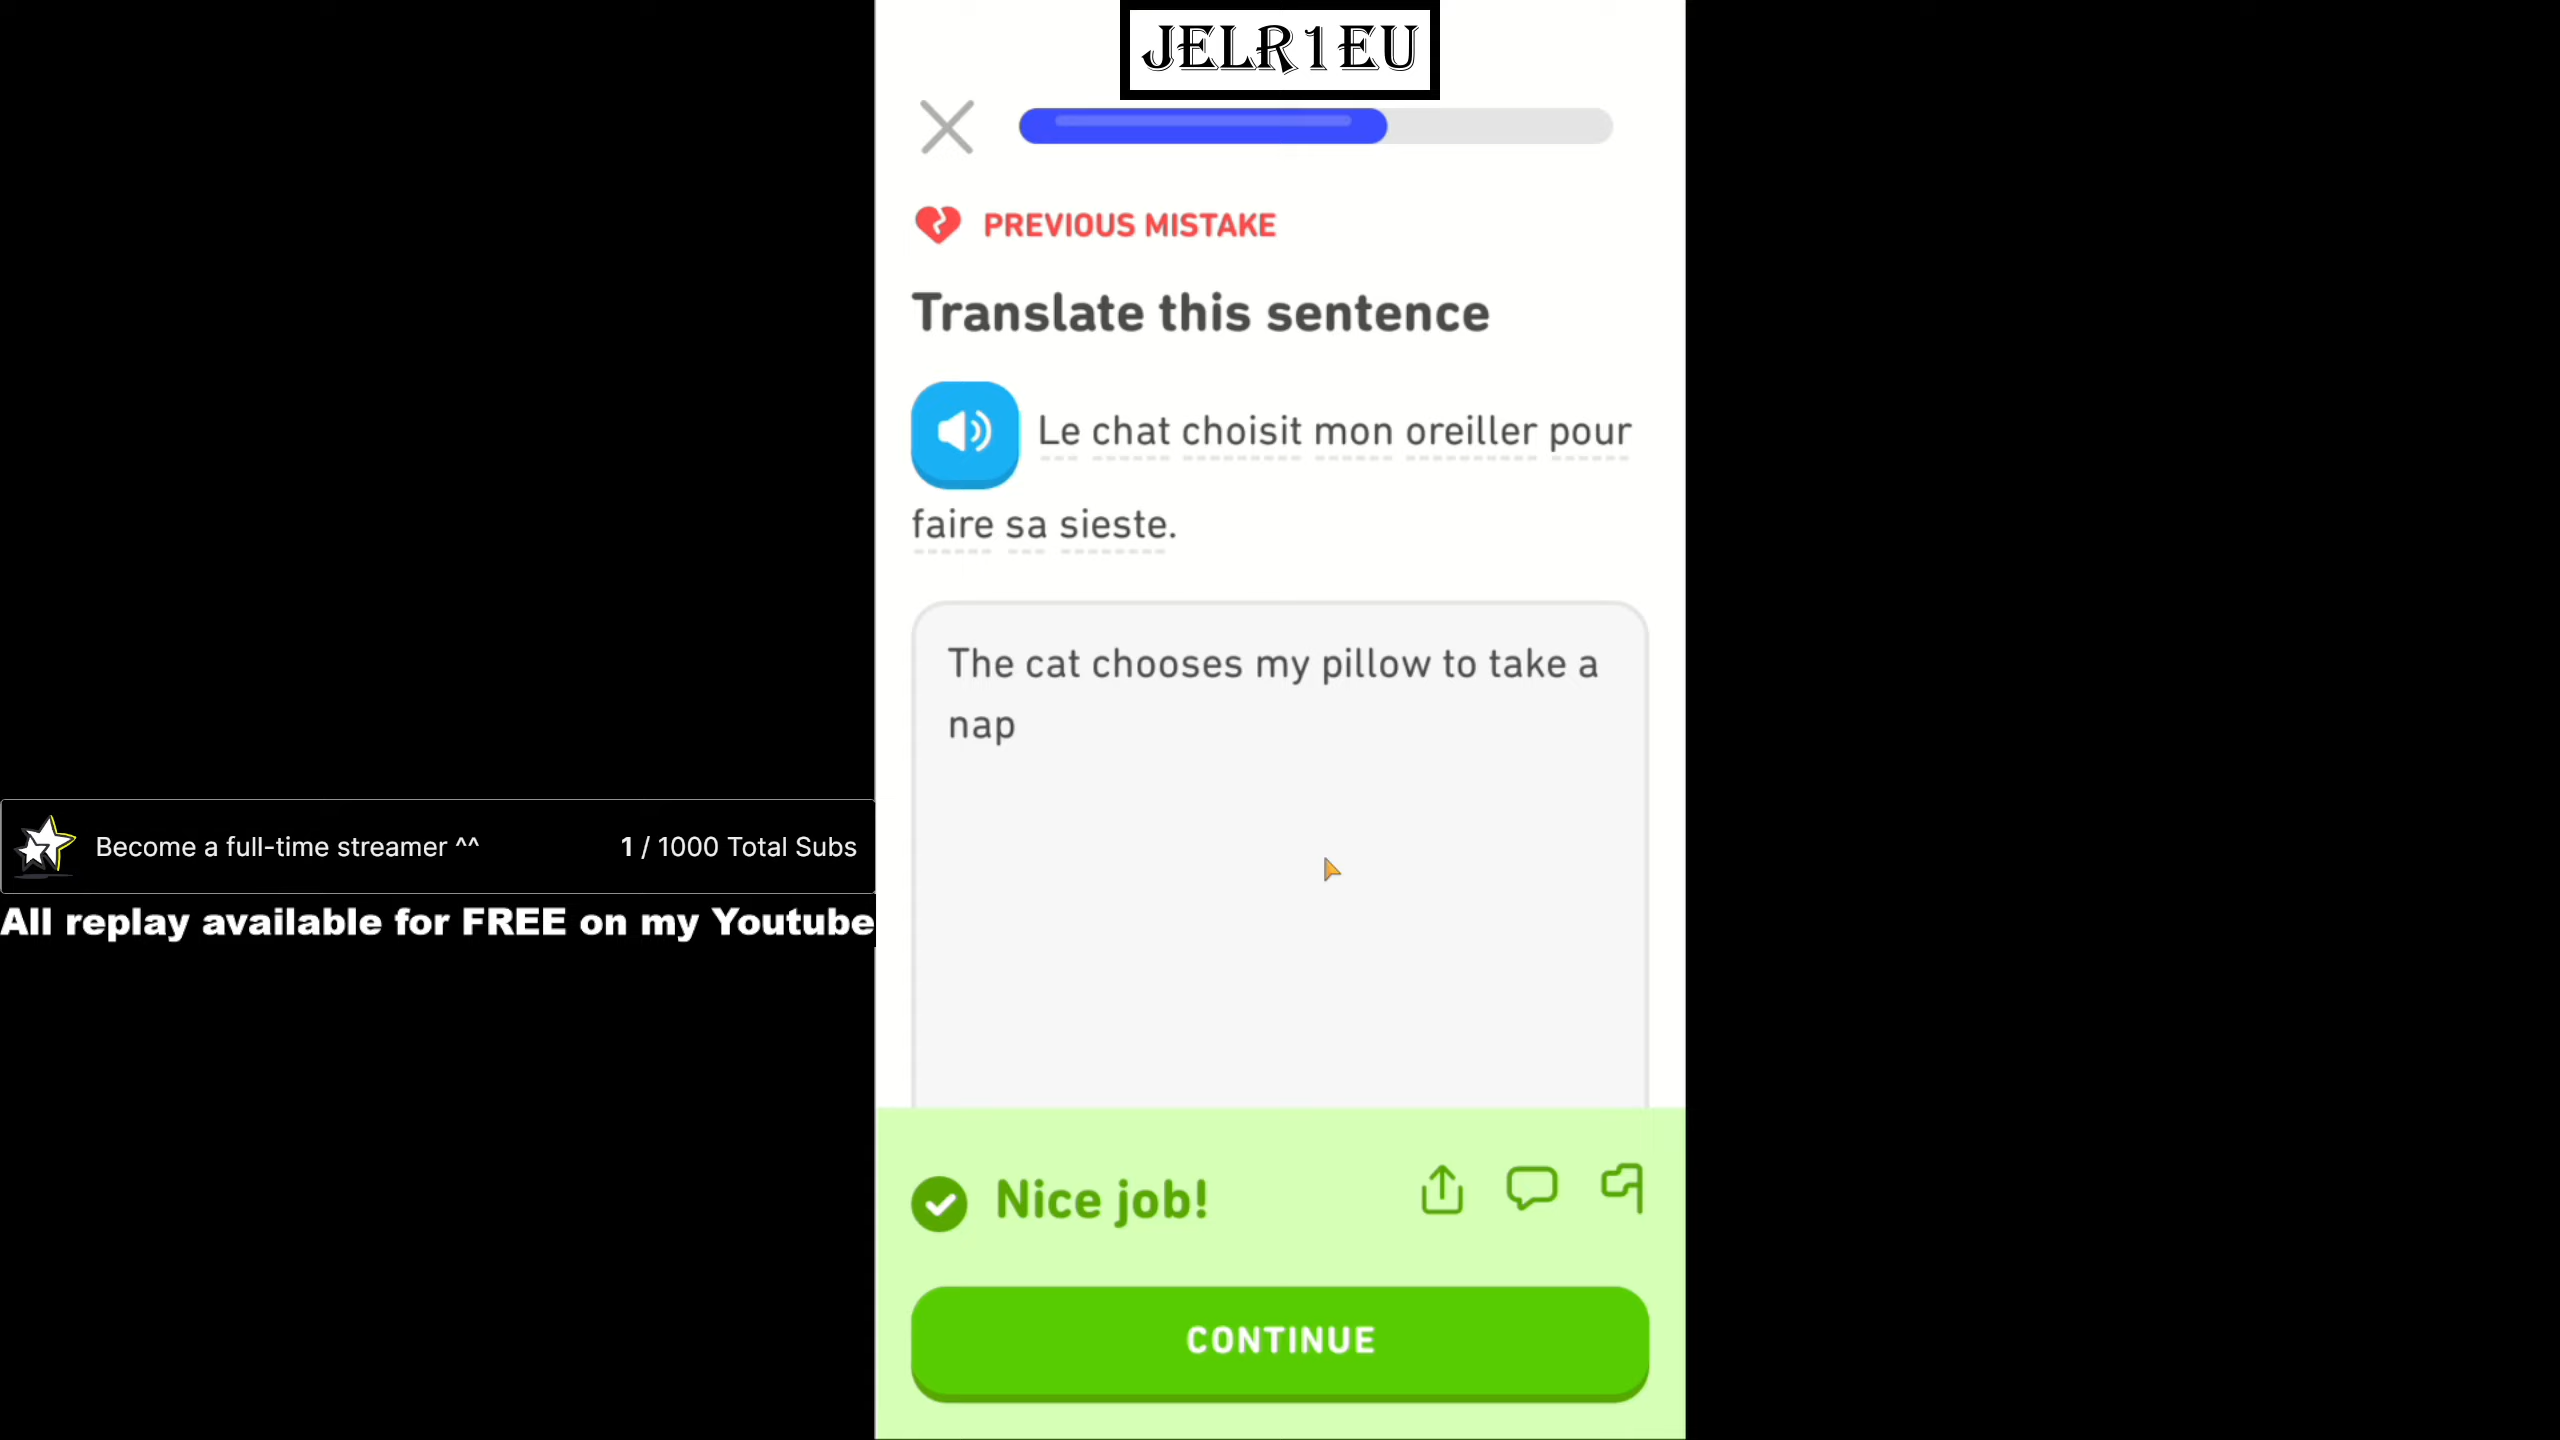 JELR1EU
PREVIOUS MISTAKE
Translate this sentence
Le chat choisit mon oreiller pour
faire sa sieste.
The cat chooses my pillow to take a
nap
Become a full-time streamer ^^ 1 / 1000 Total Subs
All replay available for FREE on my Youtube
Nice job!
CONTINUE